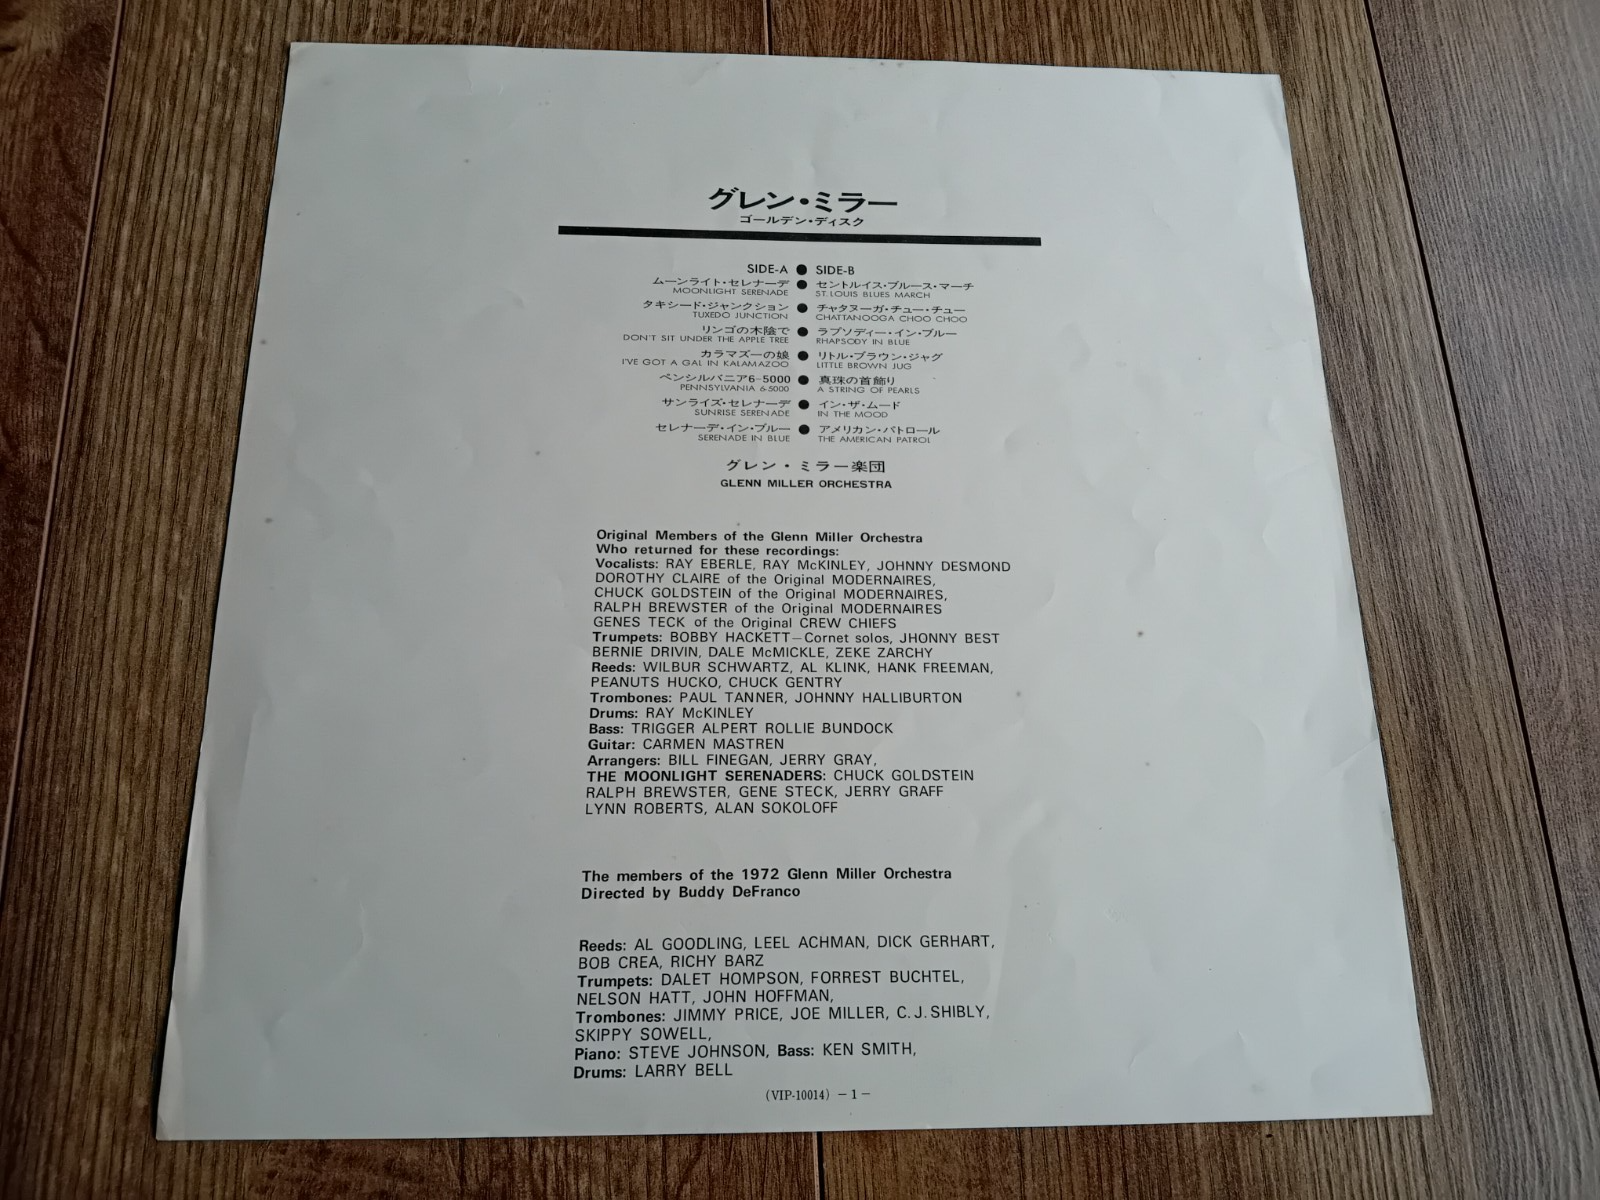 グレン・ミラー
ゴールデン・ディスク
SIDE-A ● SIDE-B
ムーンライト・セレナーデ ● セントルイス・ブルース・マーチ
MOONLIGHT SERENADE ST. LOUIS BLUES MARCH
タキシード・ジャンクション ● チャタヌーガ・チュー・チュー
TUXEDO JUNCTION CHATTANOOGA CHOO CHOO
リンゴの木陰で ● ラプソディー・イン・ブルー
DON'T SIT UNDER THE APPLE TREE RHAPSODY IN BLUE
カラマズーの娘 ● リトル・ブラウン・ジャグ
I'VE GOT A GAL IN KALAMAZOO LITTLE BROWN JUG
ペンシルバニア6-5000 ● 真珠の首飾り
PENNSYLVANIA 6-5000 A STRING OF PEARLS
サンライズ・セレナーデ ● イン・ザ・ムード
SUNRISE SERENADE IN THE MOOD
セレナーデ・イン・ブルー ● アメリカン・パトロール
SERENADE IN BLUE THE AMERICAN PATROL
グレン・ミラー楽団
GLENN MILLER ORCHESTRA
Original Members of the Glenn Miller Orchestra
Who returned for these recordings:
Vocalists: RAY EBERLE, RAY McKINLEY, JOHNNY DESMOND
DOROTHY CLAIRE of the Original MODERNAIRES,
CHUCK GOLDSTEIN of the Original MODERNAIRES,
RALPH BREWSTER of the Original MODERNAIRES
GENES TECK of the Original CREW CHIEFS
Trumpets: BOBBY HACKETT—Cornet solos, JHONNY BEST
BERNIE DRIVIN, DALE McMICKLE, ZEKE ZARCHY
Reeds: WILBUR SCHWARTZ, AL KLINK, HANK FREEMAN,
PEANUTS HUCKO, CHUCK GENTRY
Trombones: PAUL TANNER, JOHNNY HALLIBURTON
Drums: RAY McKINLEY
Bass: TRIGGER ALPERT ROLLIE BUNDOCK
Guitar: CARMEN MASTREN
Arrangers: BILL FINEGAN, JERRY GRAY,
THE MOONLIGHT SERENADERS: CHUCK GOLDSTEIN
RALPH BREWSTER, GENE STECK, JERRY GRAFF
LYNN ROBERTS, ALAN SOKOLOFF
The members of the 1972 Glenn Miller Orchestra
Directed by Buddy DeFranco
Reeds: AL GOODLING, LEEL ACHMAN, DICK GERHART,
BOB CREA, RICHY BARZ
Trumpets: DALET HOMPSON, FORREST BUCHTEL,
NELSON HATT, JOHN HOFFMAN,
Trombones: JIMMY PRICE, JOE MILLER, C.J.SHIBLY,
SKIPPY SOWELL,
Piano: STEVE JOHNSON, Bass: KEN SMITH,
Drums: LARRY BELL
(VIP-10014) －1－